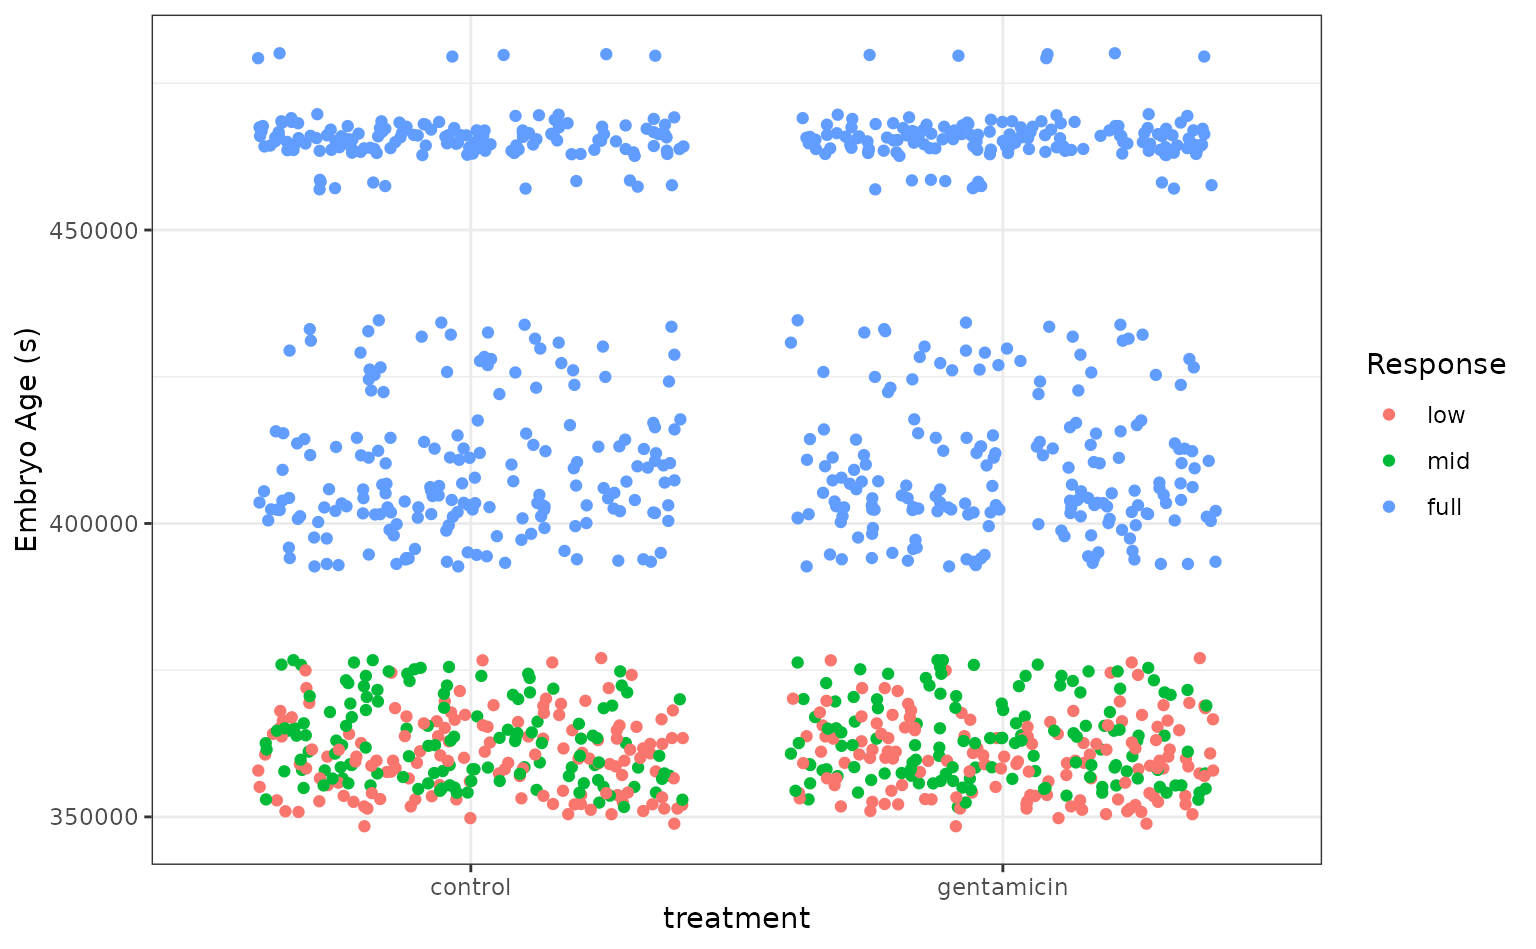 Embryo Age (s)
450000
400000
350000
control
gentamicin
treatment
Response
low
mid
full